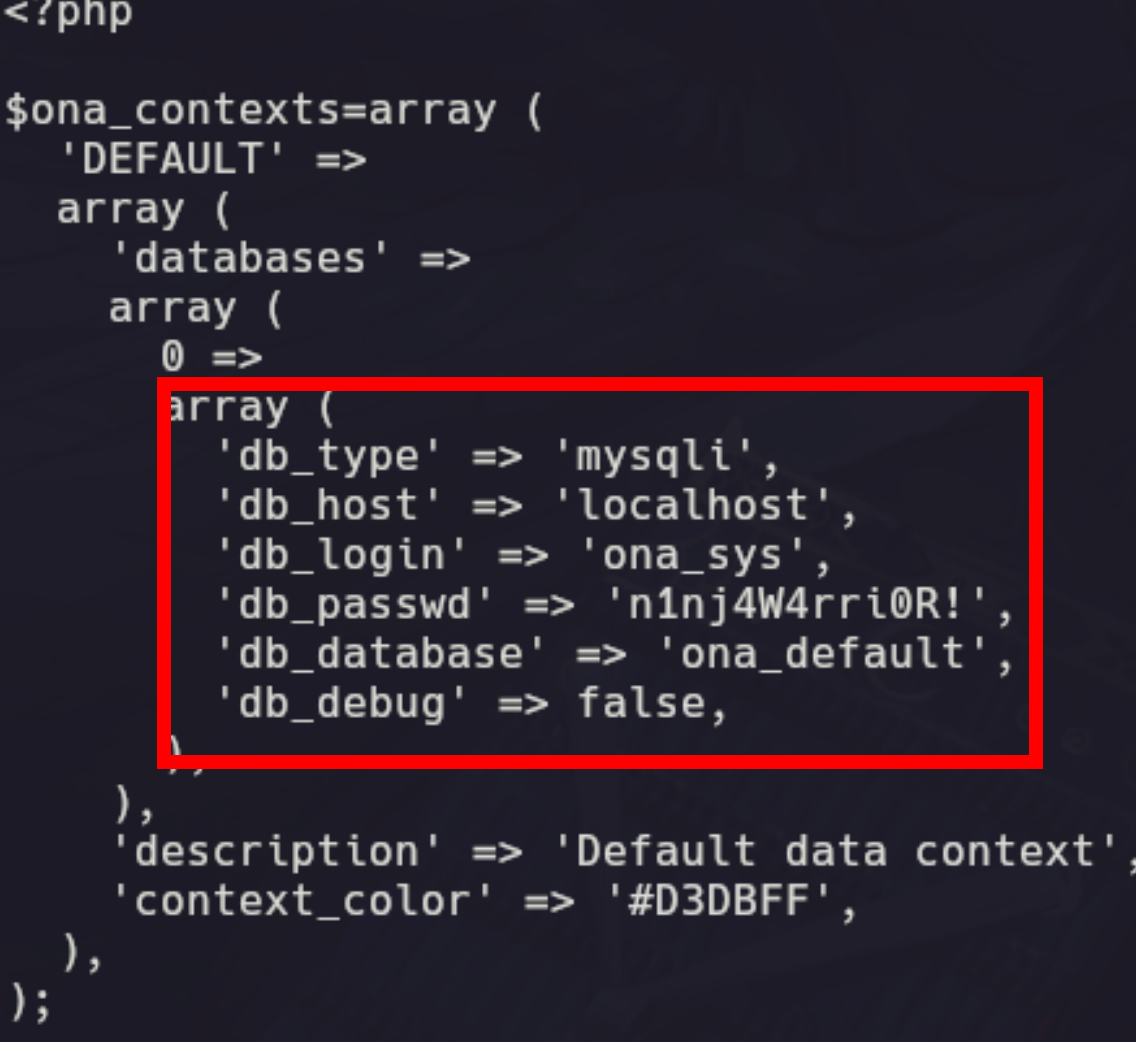 <?php
$ona_contexts=array (
  'DEFAULT' =>
  array (
    'databases' =>
    array (
      0 =>
      array (
        'db_type' => 'mysqli',
        'db_host' => 'localhost',
        'db_login' => 'ona_sys',
        'db_passwd' => 'n1nj4W4rri0R!',
        'db_database' => 'ona_default',
        'db_debug' => false,
      ),
    ),
    'description' => 'Default data context',
    'context_color' => '#D3DBFF',
  ),
);